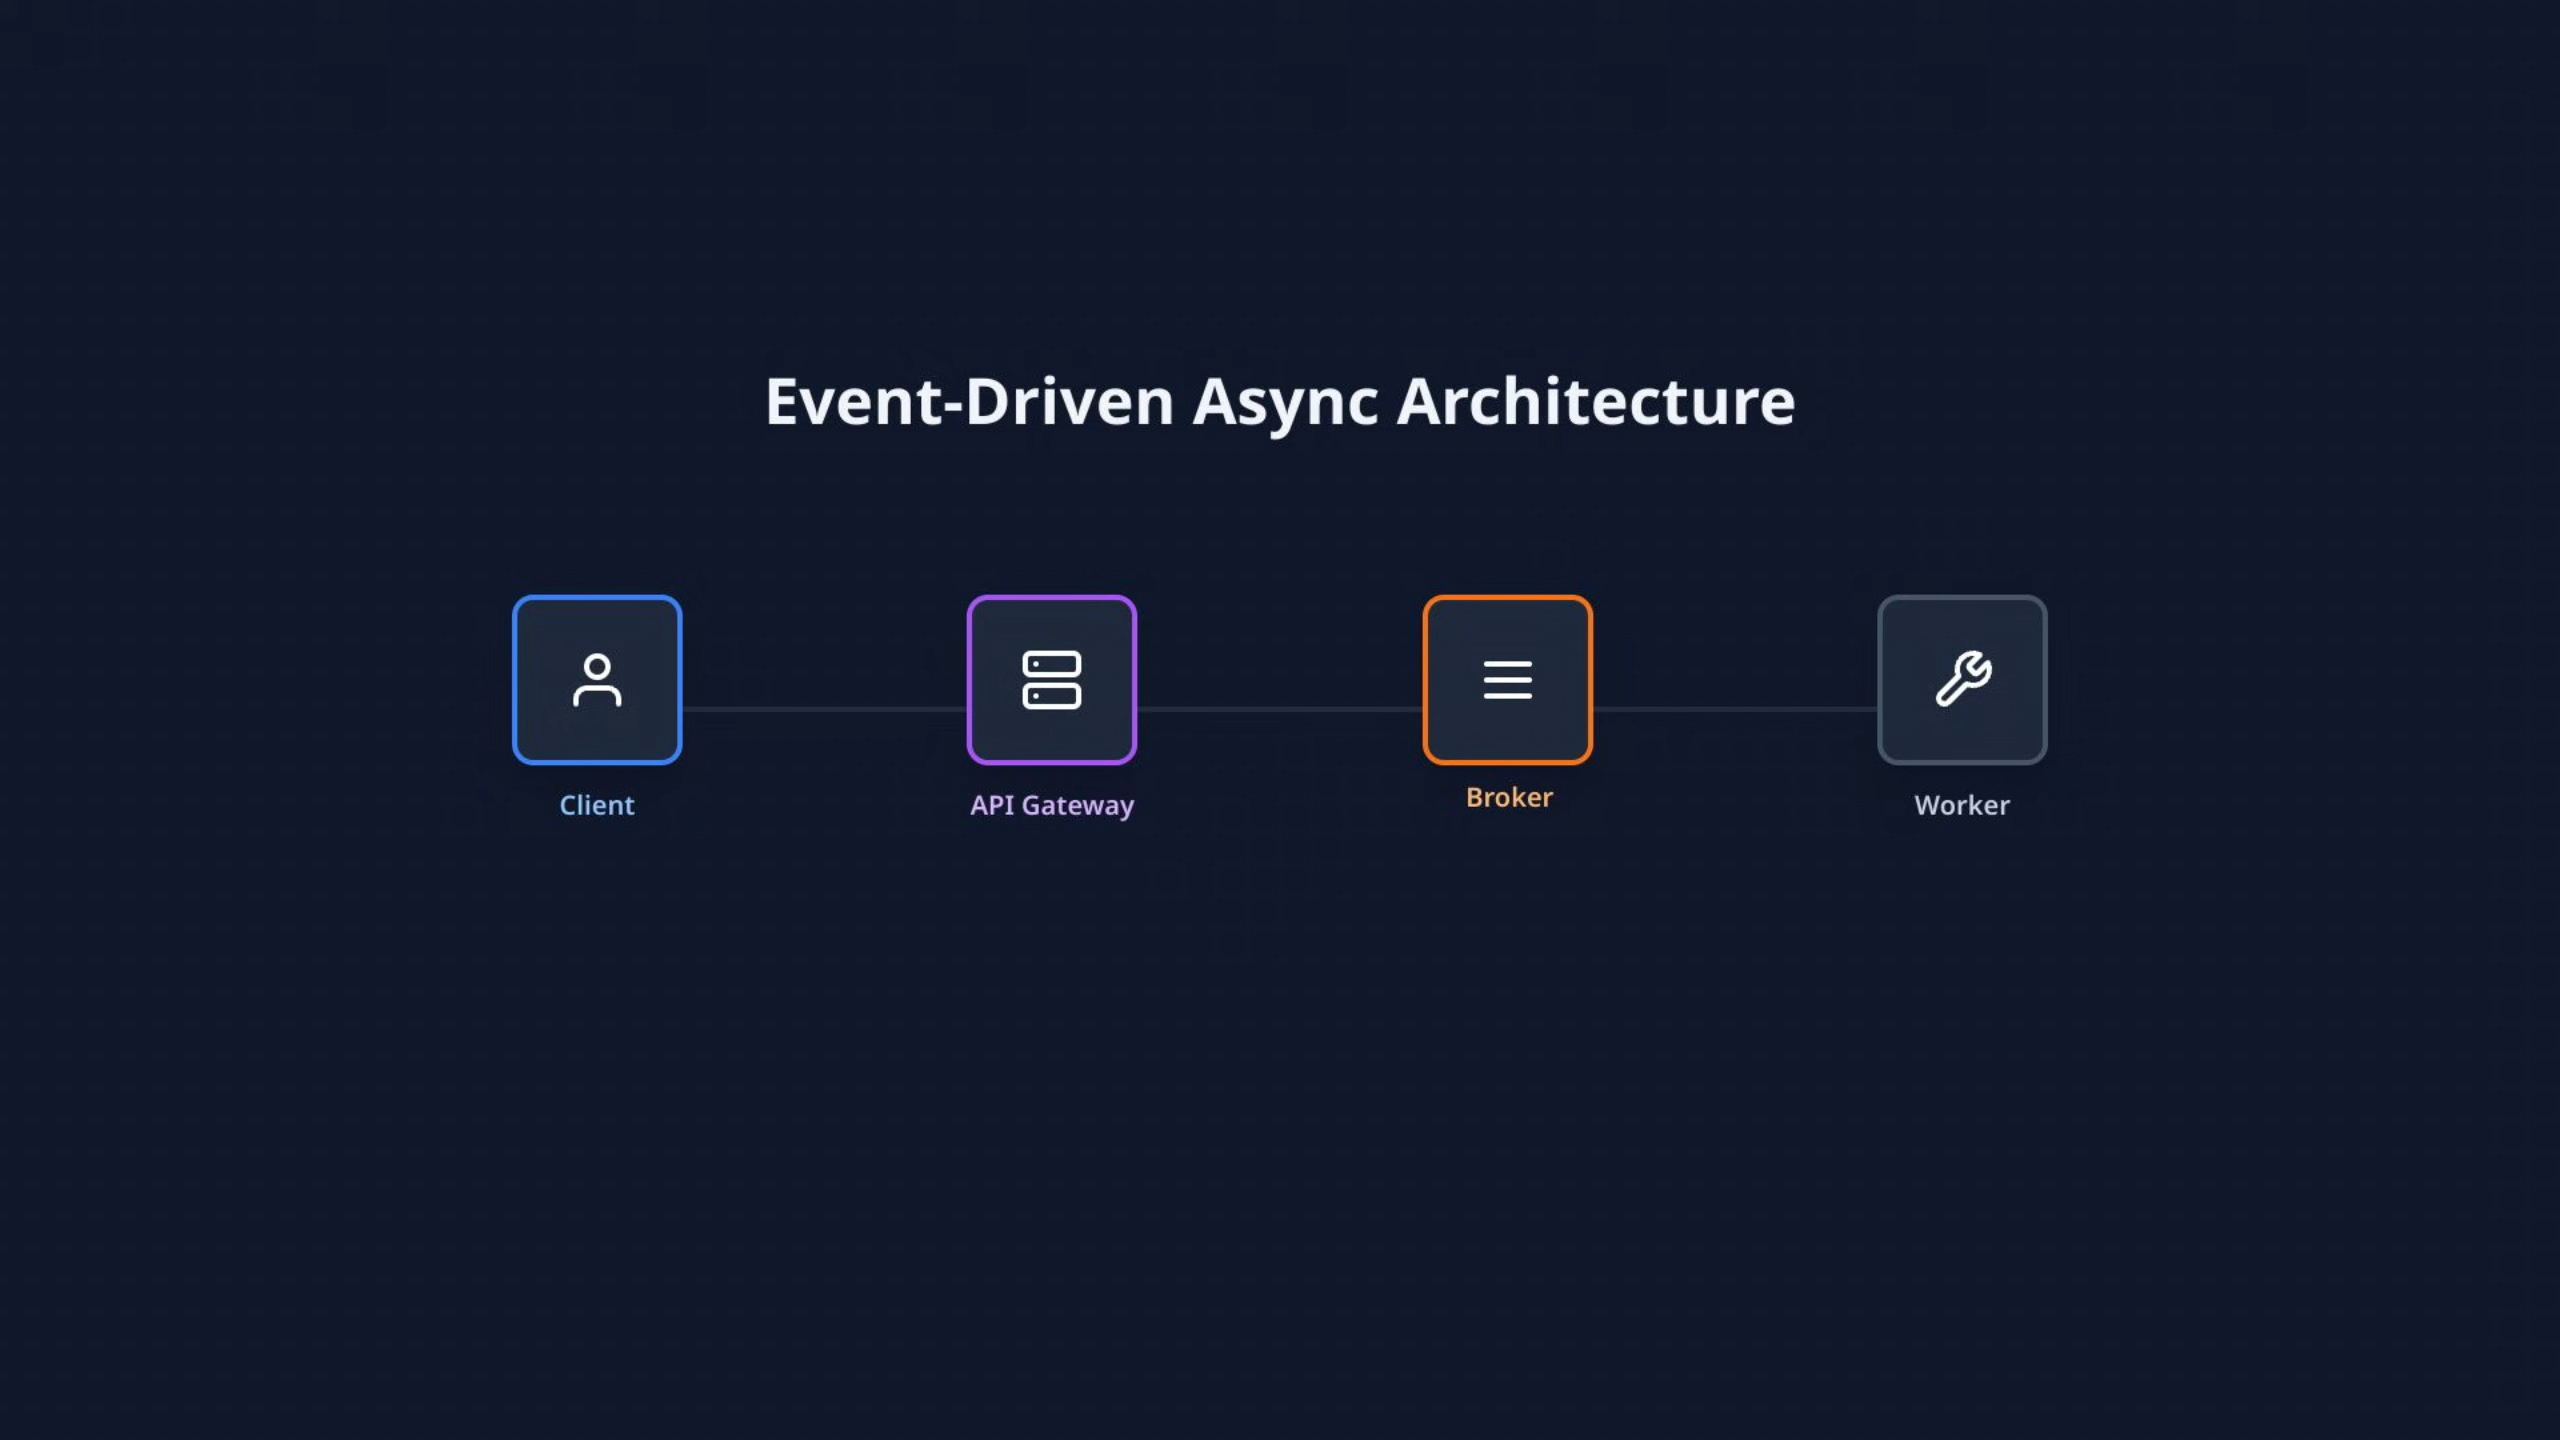 Event-Driven Async Architecture
Client
API Gateway
Broker
Worker